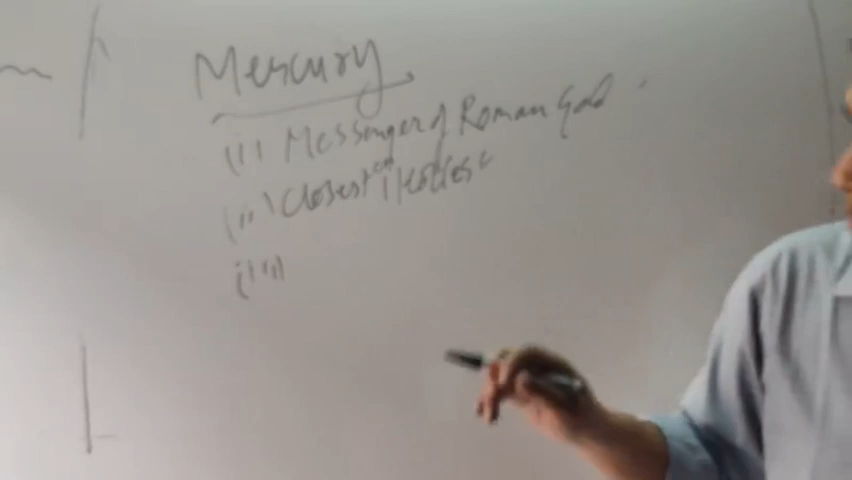 Mercury
(i) Messenger of Roman God
(ii) Closest
(iii)